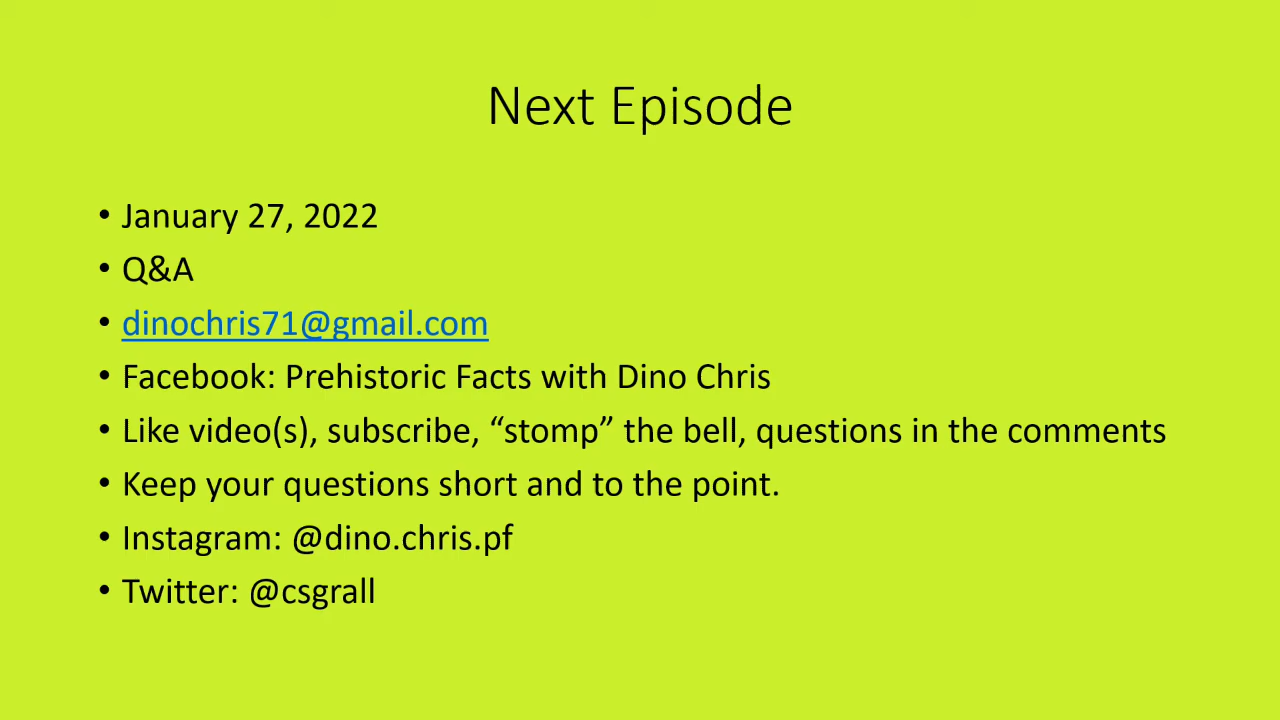 Next Episode
• January 27, 2022
• Q&A
• dinochris71@gmail.com
• Facebook: Prehistoric Facts with Dino Chris
• Like video(s), subscribe, “stomp” the bell, questions in the comments
• Keep your questions short and to the point.
• Instagram: @dino.chris.pf
• Twitter: @csgrall